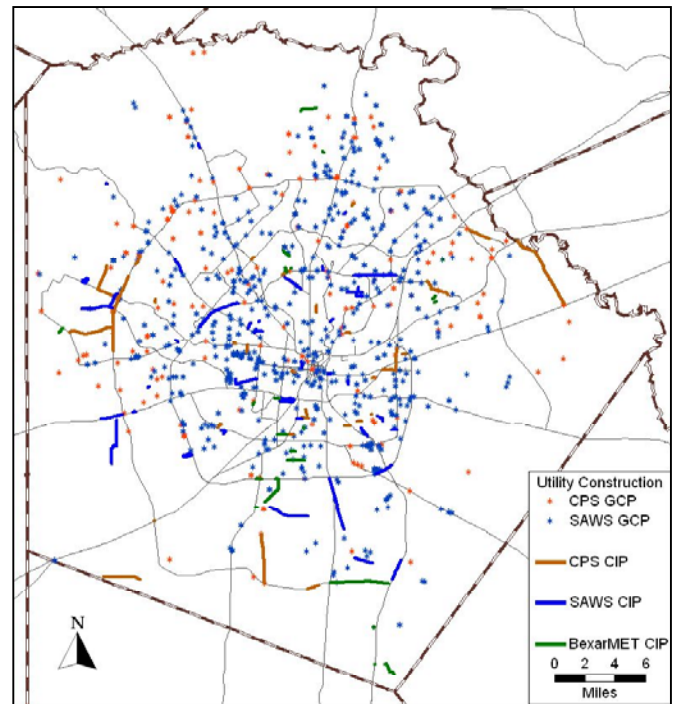 N
Utility Construction
CPS GCP
SAWS GCP
CPS CIP
SAWS CIP
BexarMET CIP
0 2 4 6
Miles